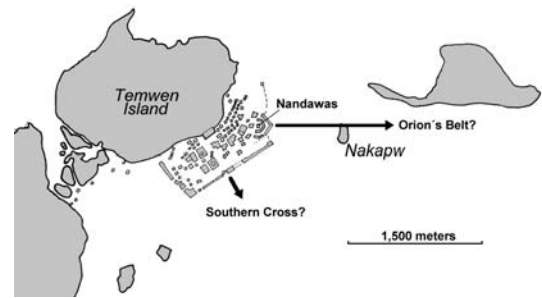 Temwen
Island
Nandawas
Orion´s Belt?
Nakapw
Southern Cross?
1,500 meters